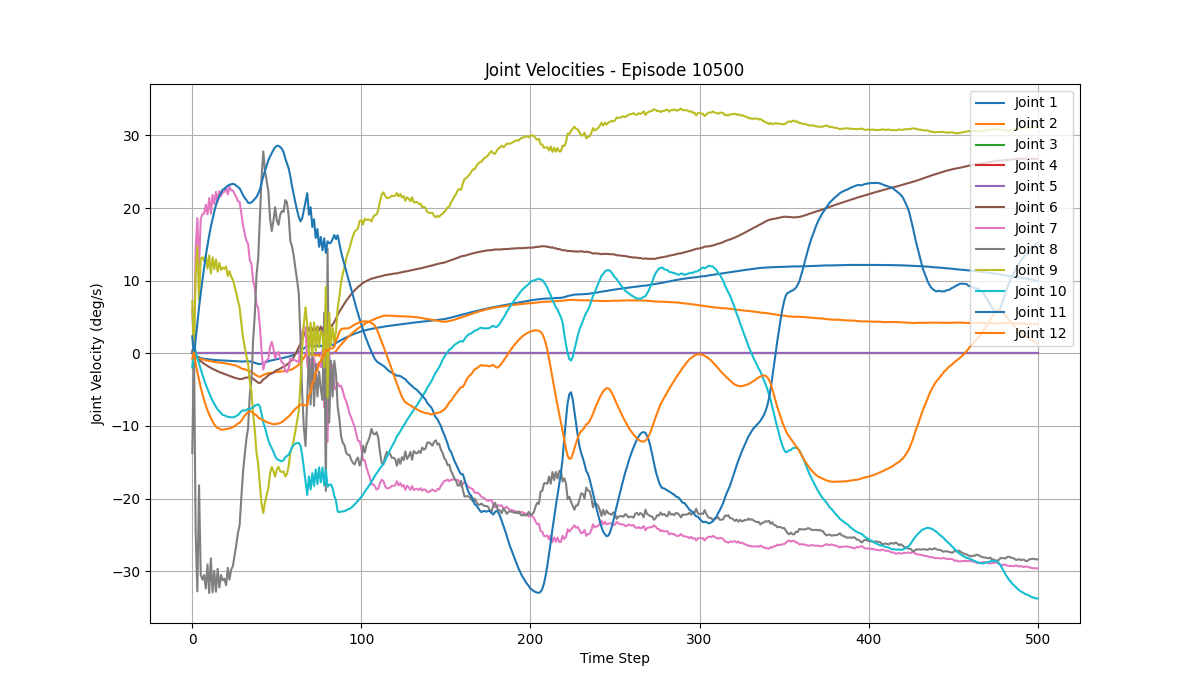 Joint Velocities - Episode 10500
Joint Velocity (deg/s)
30
20
10
0
−10
−20
−30
0
100
200
300
400
500
Time Step
Joint 1
Joint 2
Joint 3
Joint 4
Joint 5
Joint 6
Joint 7
Joint 8
Joint 9
Joint 10
Joint 11
Joint 12